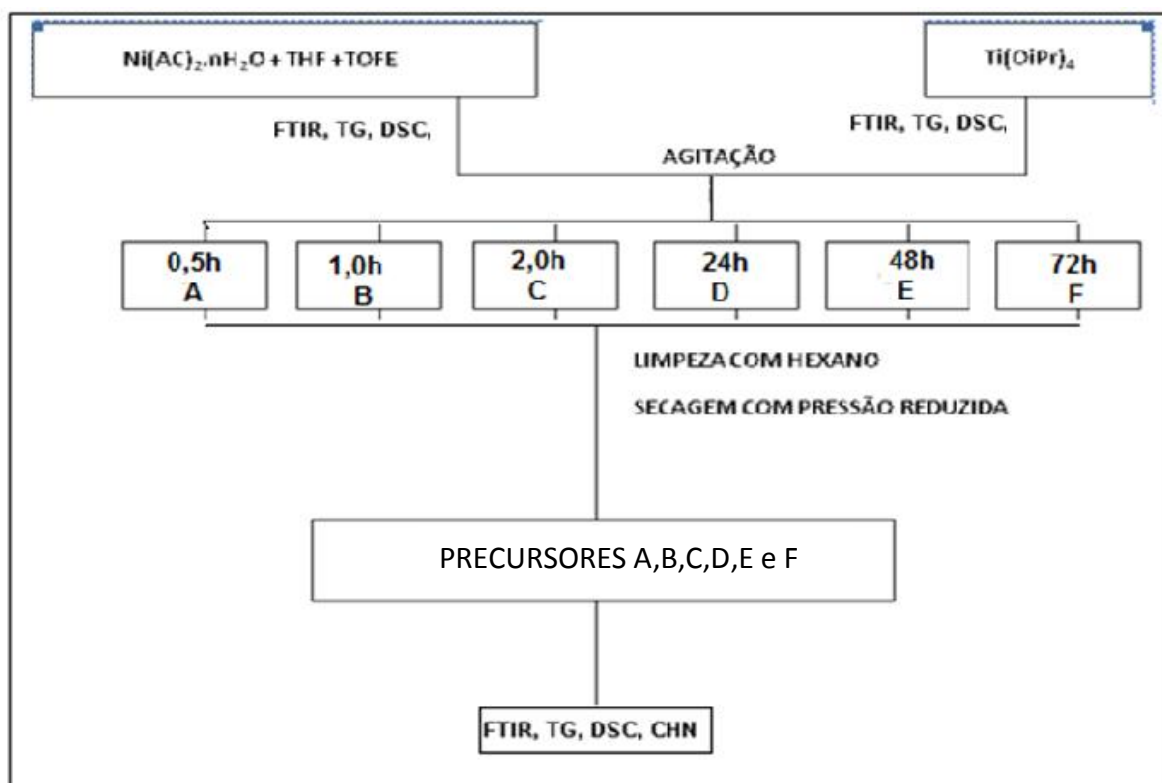 Ni(AC)₂.nH₂O + THF +TOFE
Ti(OiPr)₄
FTIR, TG, DSC,
FTIR, TG, DSC,
AGITAÇÃO
0,5h
A
1,0h
B
2,0h
C
24h
D
48h
E
72h
F
LIMPEZA COM HEXANO
SECAGEM COM PRESSÃO REDUZIDA
PRECURSORES A,B,C,D,E e F
FTIR, TG, DSC, CHN